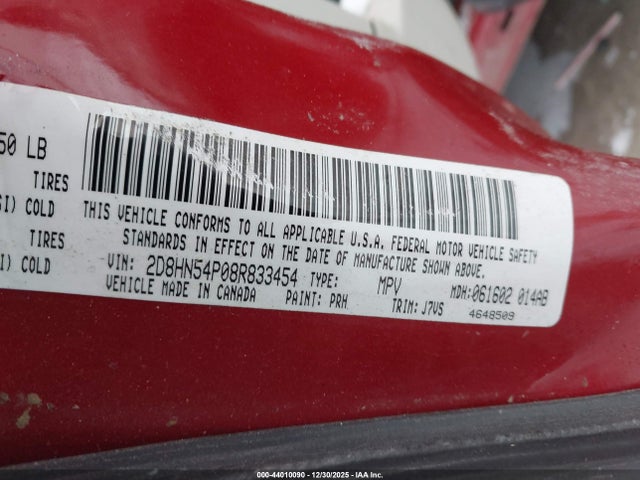 50 LB
TIRES
SI) COLD
TIRES
I) COLD
THIS VEHICLE CONFORMS TO ALL APPLICABLE U.S.A. FEDERAL MOTOR VEHICLE SAFETY
STANDARDS IN EFFECT ON THE DATE OF MANUFACTURE SHOWN ABOVE.
VIN: 2D8HN54P08R833454 TYPE: MPV MDH:061602 014AB
VEHICLE MADE IN CANADA PAINT: PRH TRIM: J7VS
4648509
000-44010090 - 12/30/2025 - IAA Inc.